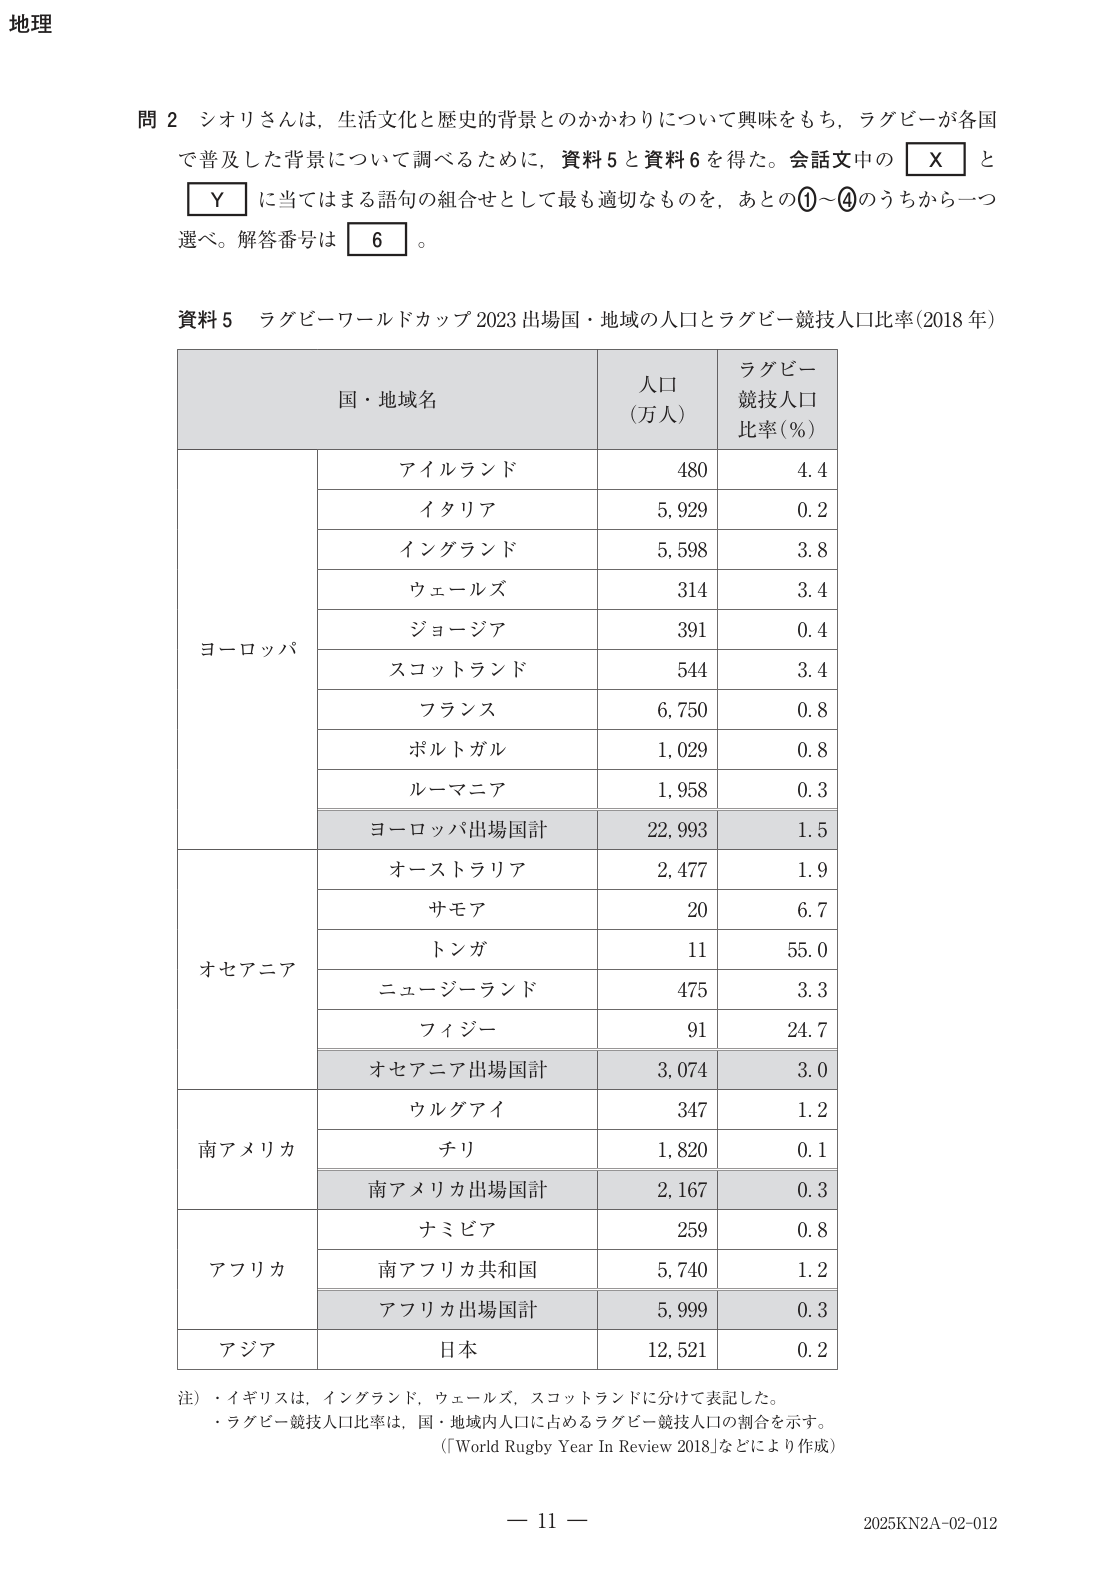 地理
問 2 シオリさんは，生活文化と歴史的背景とのかかわりについて興味をもち，ラグビーが各国
で普及した背景について調べるために，資料5と資料6を得た。会話文中の X と
Y に当てはまる語句の組合せとして最も適切なものを，あとの①～④のうちから一つ
選べ。解答番号は 6 。
資料5 ラグビーワールドカップ2023出場国・地域の人口とラグビー競技人口比率(2018年)
国・地域名 人口(万人) ラグビー競技人口比率(％)
ヨーロッパ
アイルランド 480 4.4
イタリア 5,929 0.2
イングランド 5,598 3.8
ウェールズ 314 3.4
ジョージア 391 0.4
スコットランド 544 3.4
フランス 6,750 0.8
ポルトガル 1,029 0.8
ルーマニア 1,958 0.3
ヨーロッパ出場国計 22,993 1.5
オセアニア
オーストラリア 2,477 1.9
サモア 20 6.7
トンガ 11 55.0
ニュージーランド 475 3.3
フィジー 91 24.7
オセアニア出場国計 3,074 3.0
南アメリカ
ウルグアイ 347 1.2
チリ 1,820 0.1
南アメリカ出場国計 2,167 0.3
アフリカ
ナミビア 259 0.8
南アフリカ共和国 5,740 1.2
アフリカ出場国計 5,999 0.3
アジア 日本 12,521 0.2
注）・イギリスは，イングランド，ウェールズ，スコットランドに分けて表記した。
・ラグビー競技人口比率は，国・地域内人口に占めるラグビー競技人口の割合を示す。
(「World Rugby Year In Review 2018」などにより作成)
― 11 ―
2025KN2A-02-012